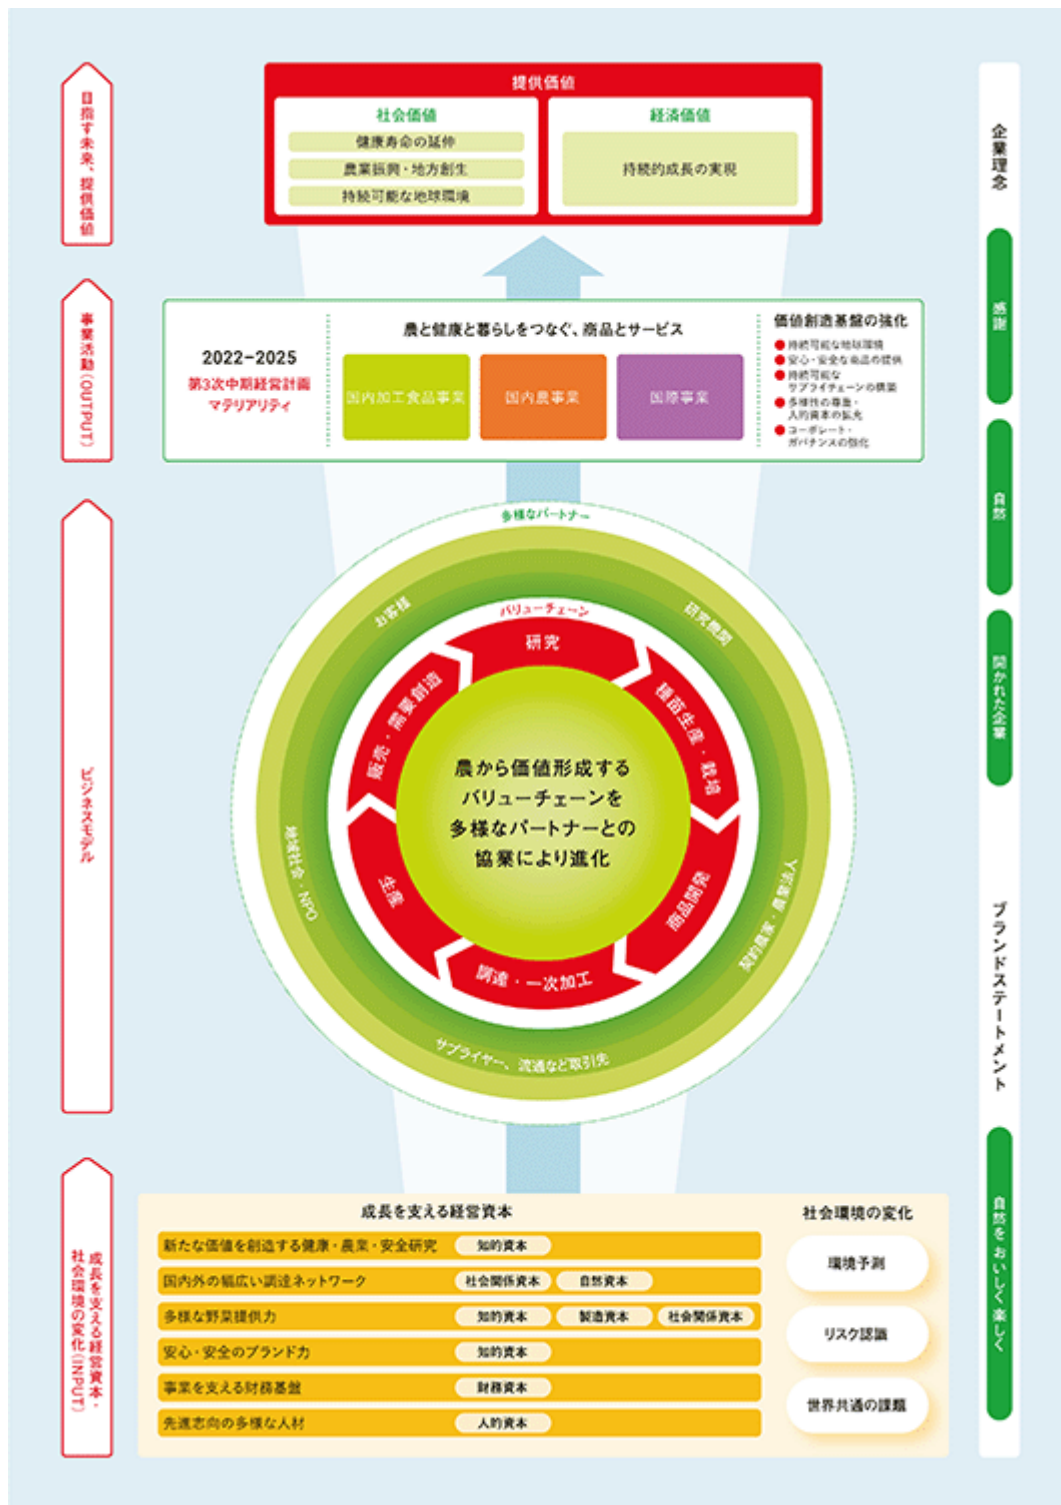 目指す未来、提供価値
提供価値
社会価値
健康寿命の延伸
農業振興・地方創生
持続可能な地球環境
経済価値
持続的成長の実現
事業活動(OUTPUT)
2022-2025
第3次中期経営計画
マテリアリティ
農と健康と暮らしをつなぐ、商品とサービス
国内加工食品事業
国内農事業
国際事業
価値創造基盤の強化
持続可能な地球環境
安心・安全な商品の提供
持続可能な
サプライチェーンの構築
多様性の尊重・
人的資本の拡充
コーポレート・
ガバナンスの強化
ビジネスモデル
多様なパートナー
お客様
研究機関
契約農家・農業法人
サプライヤー、流通など取引先
地域社会・NPO
バリューチェーン
研究
種苗生産・栽培
商品開発
調達・一次加工
生産
販売・需要創造
農から価値形成する
バリューチェーンを
多様なパートナーとの
協業により進化
成長を支える経営資本・
社会環境の変化(INPUT)
成長を支える経営資本
新たな価値を創造する健康・農業・安全研究 知的資本
国内外の幅広い調達ネットワーク 社会関係資本 自然資本
多様な野菜提供力 知的資本 製造資本 社会関係資本
安心・安全のブランド力 知的資本
事業を支える財務基盤 財務資本
先進志向の多様な人材 人的資本
社会環境の変化
環境予測
リスク認識
世界共通の課題
企業理念
感謝
自然
開かれた企業
ブランドステートメント
自然を おいしく 楽しく